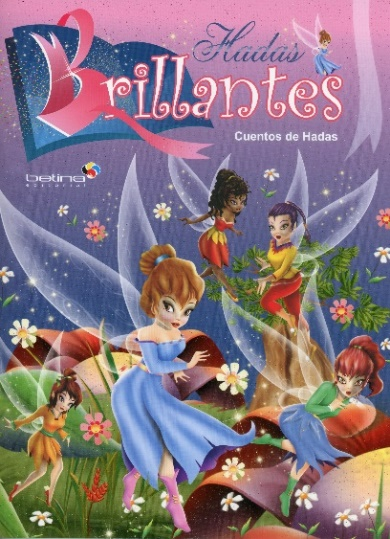 Hadas
Brillantes
Cuentos de Hadas
betina
editorial